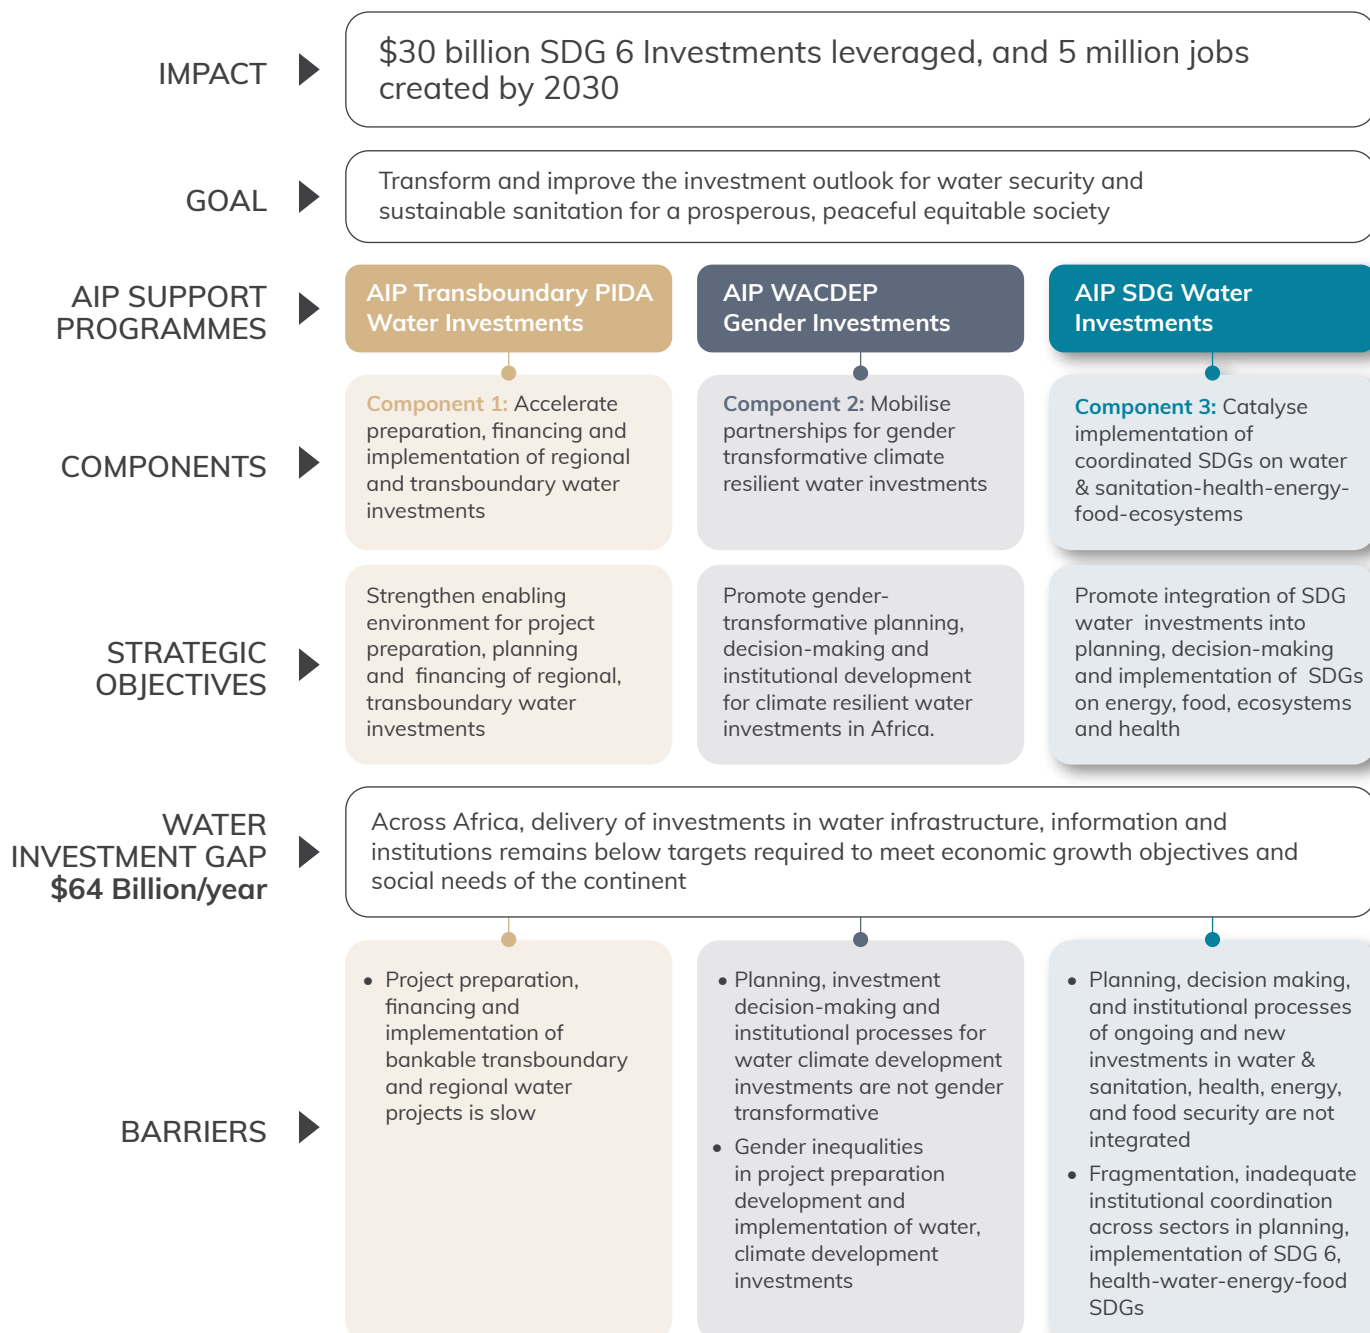 IMPACT
$30 billion SDG 6 Investments leveraged, and 5 million jobs
created by 2030
GOAL
Transform and improve the investment outlook for water security and
sustainable sanitation for a prosperous, peaceful equitable society
AIP SUPPORT
PROGRAMMES
AIP Transboundary PIDA
Water Investments
AIP WACDEP
Gender Investments
AIP SDG Water
Investments
COMPONENTS
Component 1: Accelerate
preparation, financing and
implementation of regional
and transboundary water
investments
Component 2: Mobilise
partnerships for gender
transformative climate
resilient water investments
Component 3: Catalyse
implementation of
coordinated SDGs on water
& sanitation-health-energy-
food-ecosystems
STRATEGIC
OBJECTIVES
Strengthen enabling
environment for project
preparation, planning
and financing of regional,
transboundary water
investments
Promote gender-
transformative planning,
decision-making and
institutional development
for climate resilient water
investments in Africa.
Promote integration of SDG
water investments into
planning, decision-making
and implementation of SDGs
on energy, food, ecosystems
and health
WATER
INVESTMENT GAP
$64 Billion/year
Across Africa, delivery of investments in water infrastructure, information and
institutions remains below targets required to meet economic growth objectives and
social needs of the continent
BARRIERS
• Project preparation,
financing and
implementation of
bankable transboundary
and regional water
projects is slow
• Planning, investment
decision-making and
institutional processes for
water climate development
investments are not gender
transformative
• Gender inequalities
in project preparation
development and
implementation of water,
climate development
investments
• Planning, decision making,
and institutional processes
of ongoing and new
investments in water &
sanitation, health, energy,
and food security are not
integrated
• Fragmentation, inadequate
institutional coordination
across sectors in planning,
implementation of SDG 6,
health-water-energy-food
SDGs